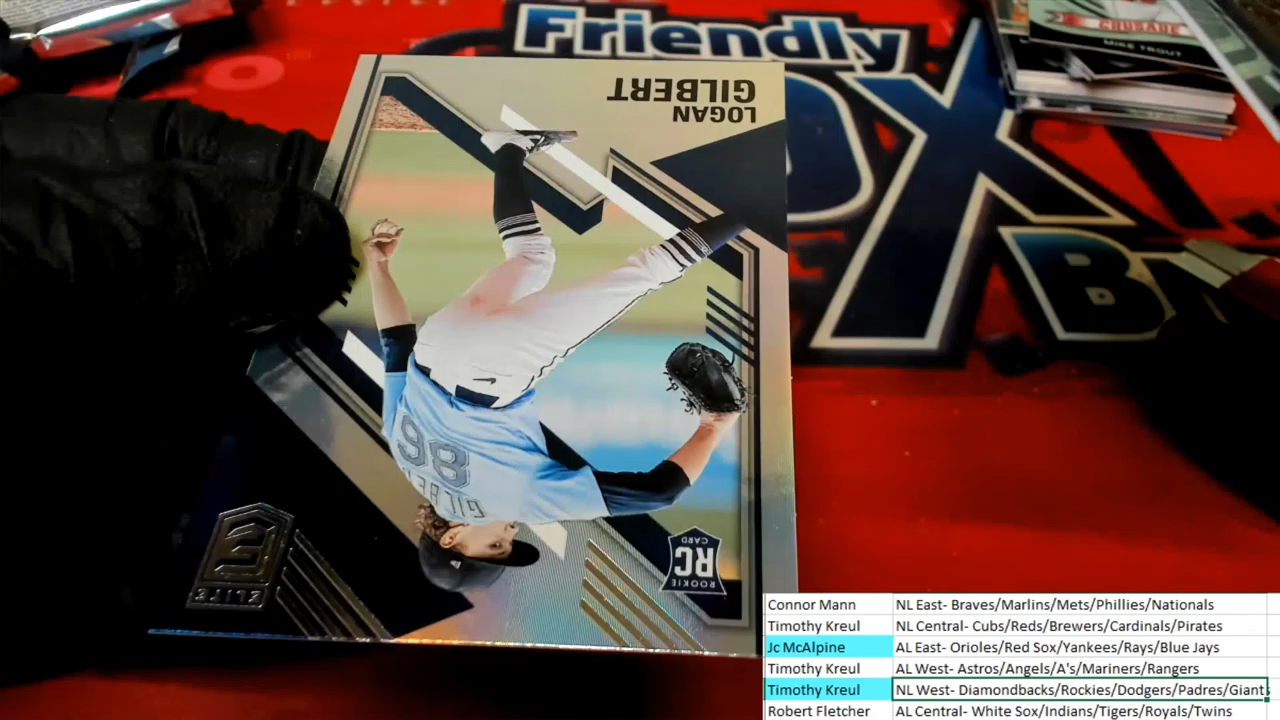 Friendly
BOX
CRUSADE
MIKE TROUT
LOGAN
GILBERT
86
RC
ROOKIE
CARD
E
ELITE
Connor Mann NL East- Braves/Marlins/Mets/Phillies/Nationals
Timothy Kreul NL Central- Cubs/Reds/Brewers/Cardinals/Pirates
Jc McAlpine AL East- Orioles/Red Sox/Yankees/Rays/Blue Jays
Timothy Kreul AL West- Astros/Angels/A's/Mariners/Rangers
Timothy Kreul NL West- Diamondbacks/Rockies/Dodgers/Padres/Giants
Robert Fletcher AL Central- White Sox/Indians/Tigers/Royals/Twins